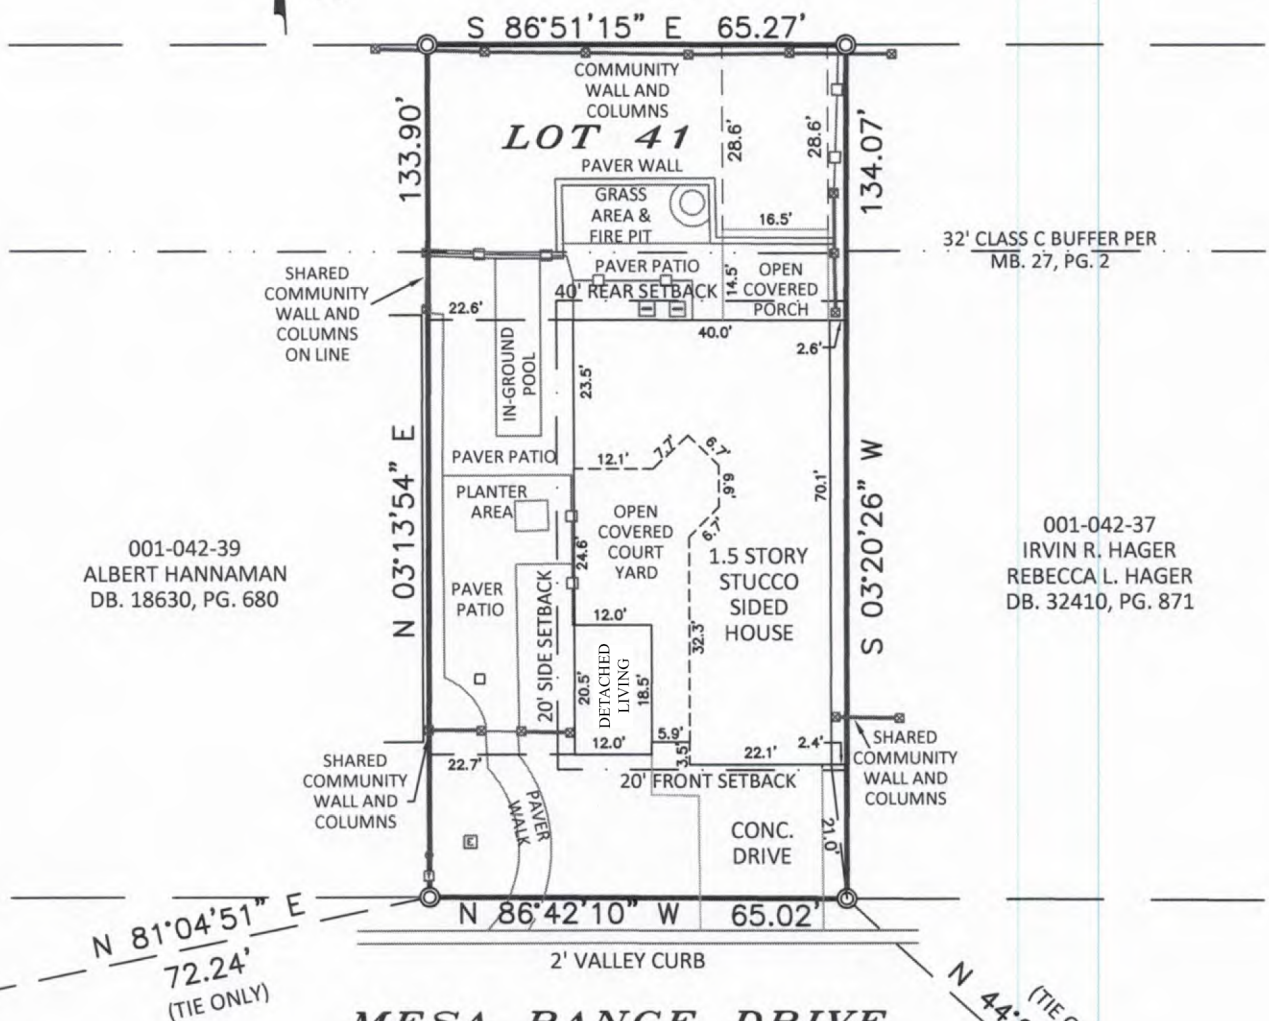 S 86°51'15" E 65.27'
COMMUNITY
WALL AND
COLUMNS
LOT 41
133.90'
28.6'
28.6'
134.07'
PAVER WALL
GRASS
AREA &
FIRE PIT
16.5'
32' CLASS C BUFFER PER
MB. 27, PG. 2
PAVER PATIO
14.5'
OPEN
COVERED
PORCH
40' REAR SETBACK
SHARED
COMMUNITY
WALL AND
COLUMNS
ON LINE
22.6'
40.0'
2.6'
IN-GROUND
POOL
23.5'
N 03°13'54" E
S 03°20'26" W
PAVER PATIO
12.1'
7.7'
6.7'
6.6'
6.7'
70.1'
PLANTER
AREA
OPEN
COVERED
COURT
YARD
24.6'
1.5 STORY
STUCCO
SIDED
HOUSE
001-042-39
ALBERT HANNAMAN
DB. 18630, PG. 680
001-042-37
IRVIN R. HAGER
REBECCA L. HAGER
DB. 32410, PG. 871
PAVER
PATIO
20' SIDE SETBACK
12.0'
32.3'
20.5'
DETACHED
LIVING
18.5'
12.0'
5.9'
3.5'
22.1'
2.4'
SHARED
COMMUNITY
WALL AND
COLUMNS
SHARED
COMMUNITY
WALL AND
COLUMNS
22.7'
20' FRONT SETBACK
PAVER
WALK
E
CONC.
DRIVE
21.0'
N 86°42'10" W 65.02'
N 81°04'51" E
72.24'
(TIE ONLY)
2' VALLEY CURB
N 44°
(TIE
MESA RANGE DRIVE